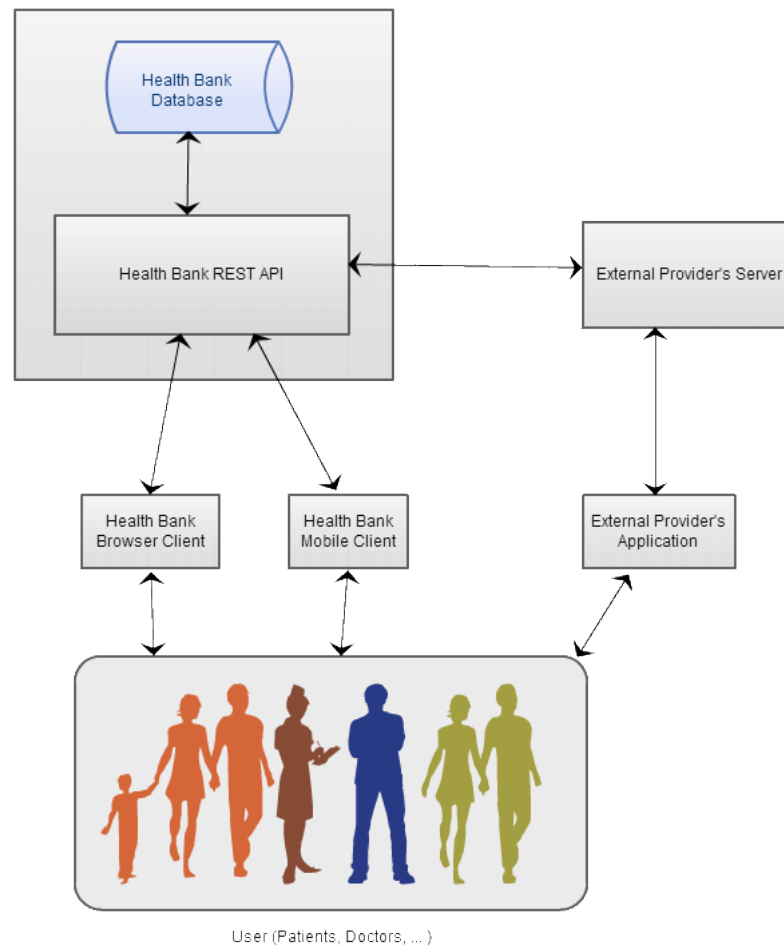 Health Bank
Database
Health Bank REST API
External Provider's Server
Health Bank
Browser Client
Health Bank
Mobile Client
External Provider's
Application
User (Patients, Doctors, ... )